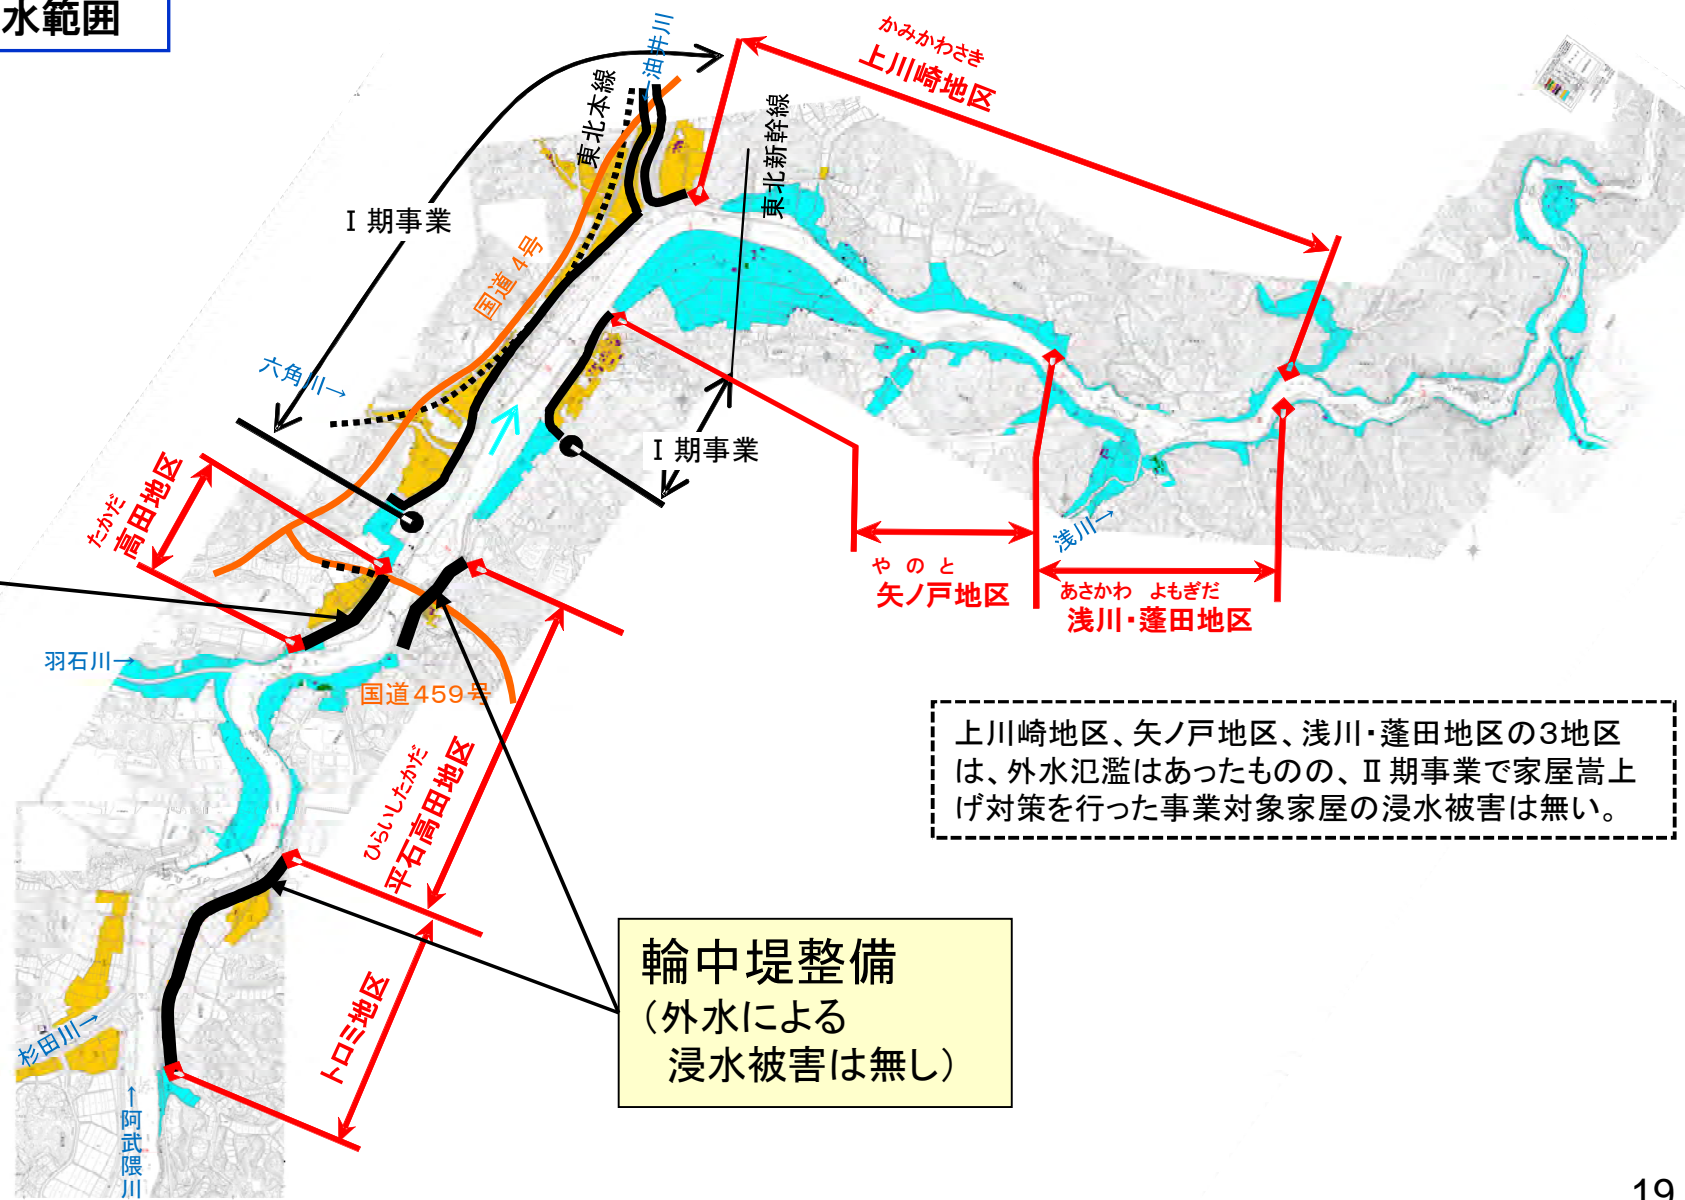 水範囲
←油井川
かみかわさき
上川崎地区
東北本線
東北新幹線
Ⅰ期事業
国道4号
六角川→
Ⅰ期事業
たかだ
高田地区
浅川→
やのと
矢ノ戸地区
あさかわ よもぎだ
浅川・蓬田地区
羽石川→
国道459号
ひらいしたかだ
平石高田地区
上川崎地区、矢ノ戸地区、浅川・蓬田地区の3地区
は、外水氾濫はあったものの、Ⅱ期事業で家屋嵩上
げ対策を行った事業対象家屋の浸水被害は無い。
輪中堤整備
（外水による
浸水被害は無し）
トロミ地区
杉田川→
←阿武隈川
19